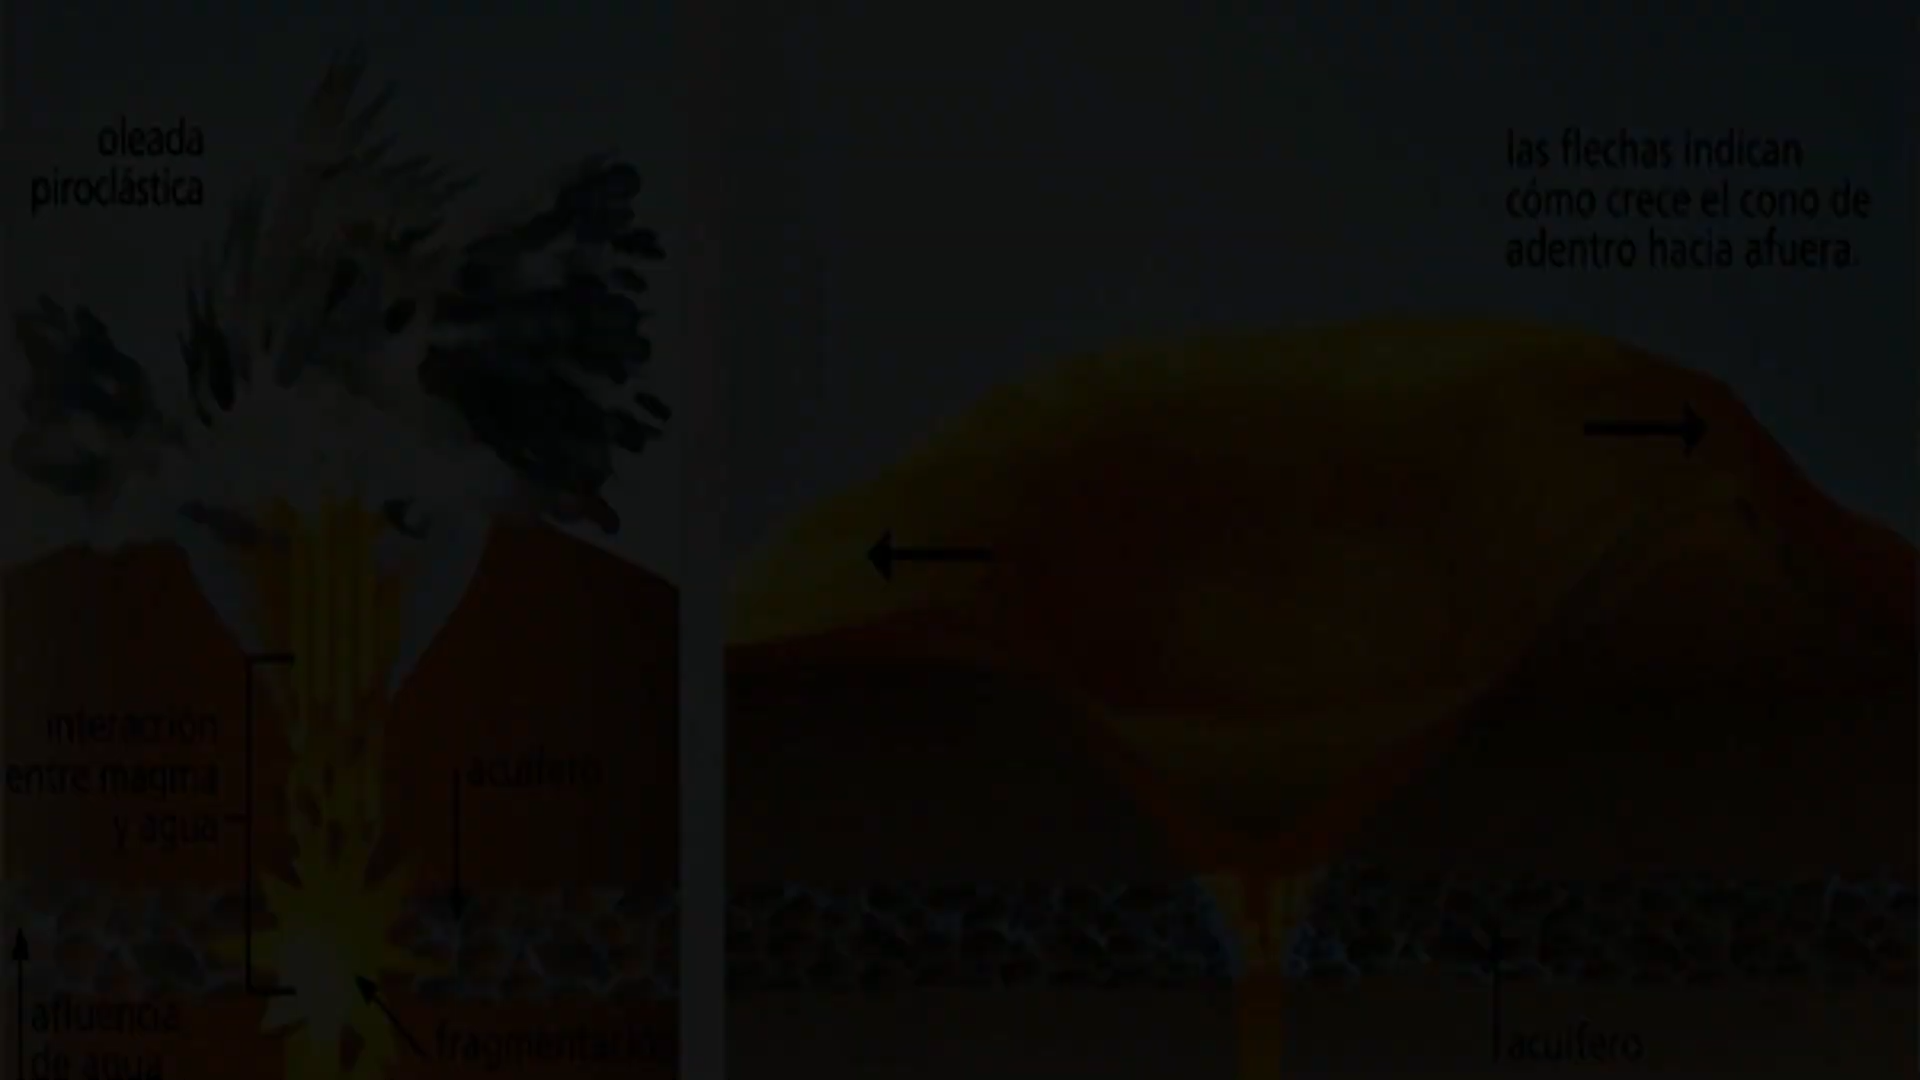 oleada
piroclástica
interacción
entre magma
y agua
acuífero
afluencia
de agua
fragmentación
las flechas indican
cómo crece el cono de
adentro hacia afuera.
acuífero